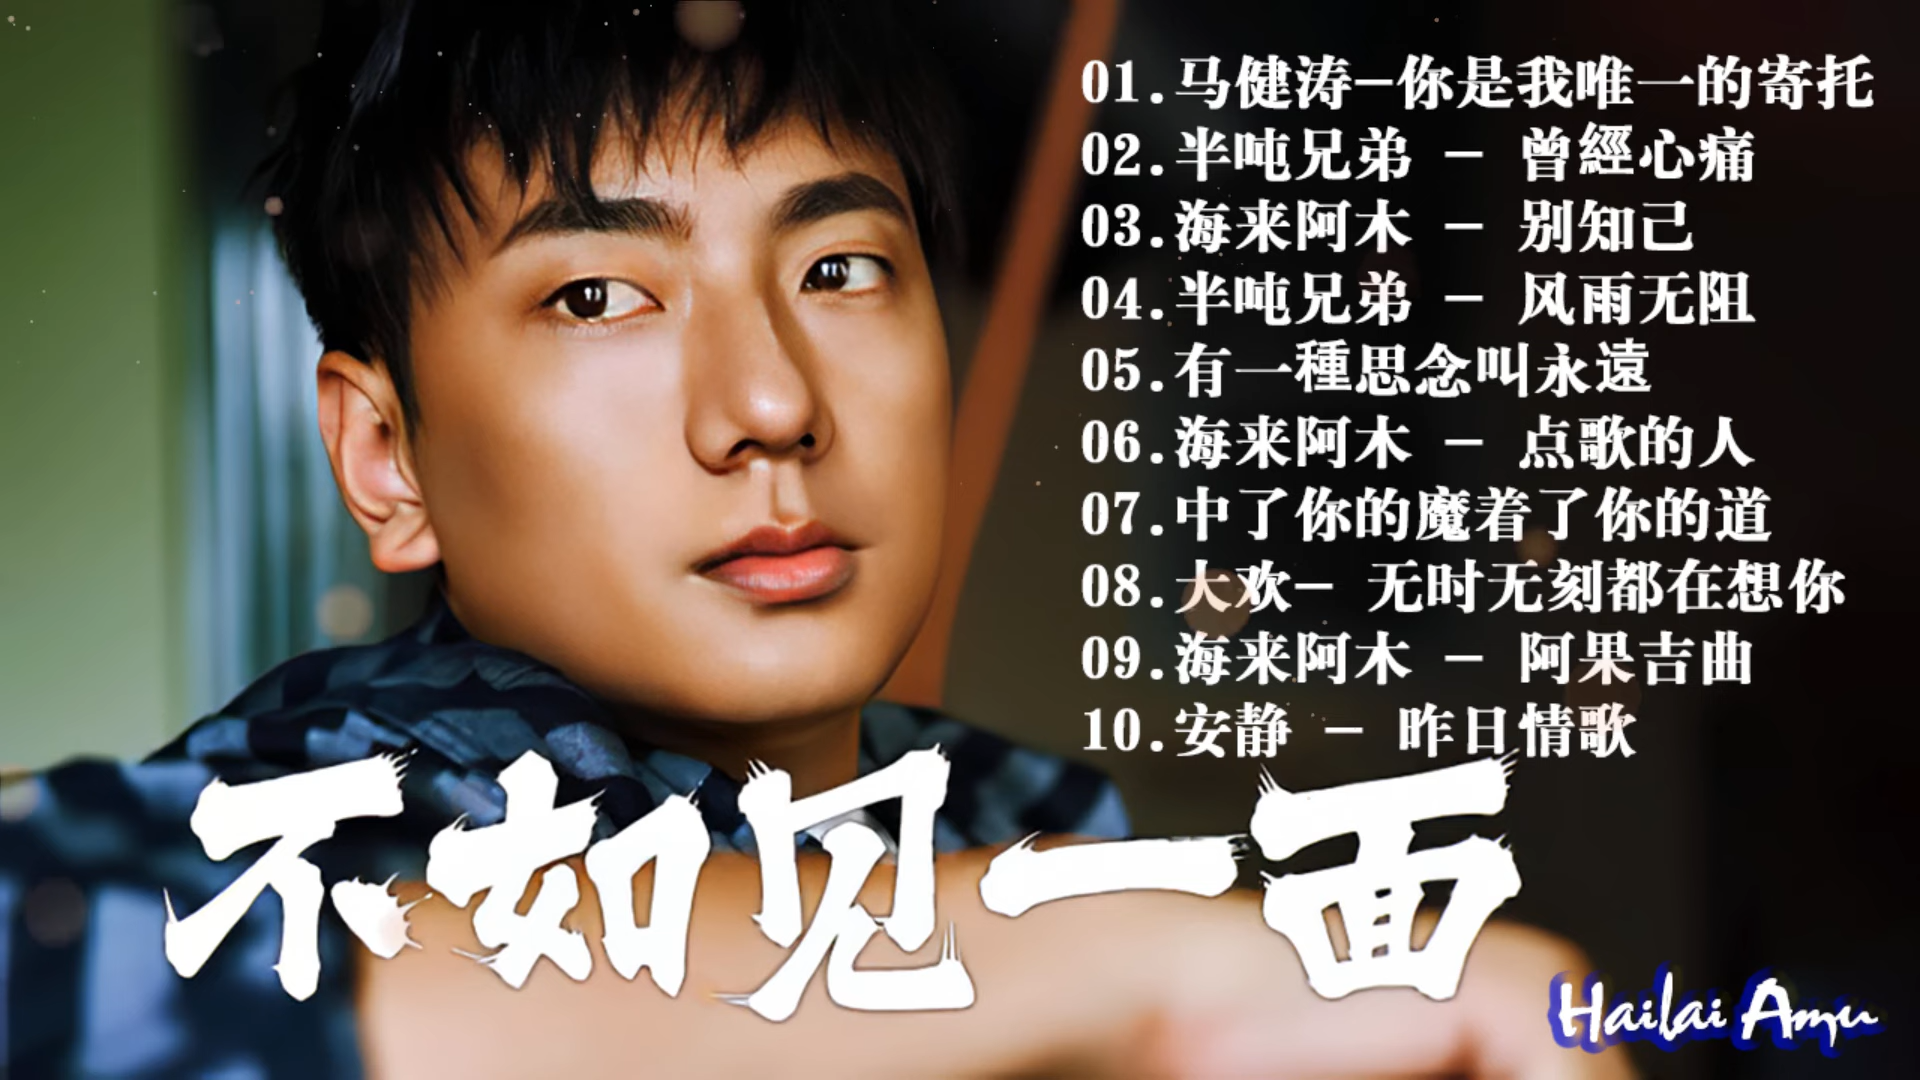 01.马健涛-你是我唯一的寄托
02.半吨兄弟 - 曾經心痛
03.海来阿木 - 别知己
04.半吨兄弟 - 风雨无阻
05.有一種思念叫永遠
06.海来阿木 - 点歌的人
07.中了你的魔着了你的道
08.大欢- 无时无刻都在想你
09.海来阿木 - 阿果吉曲
10.安静 - 昨日情歌
不如见一面
Hailai Amu